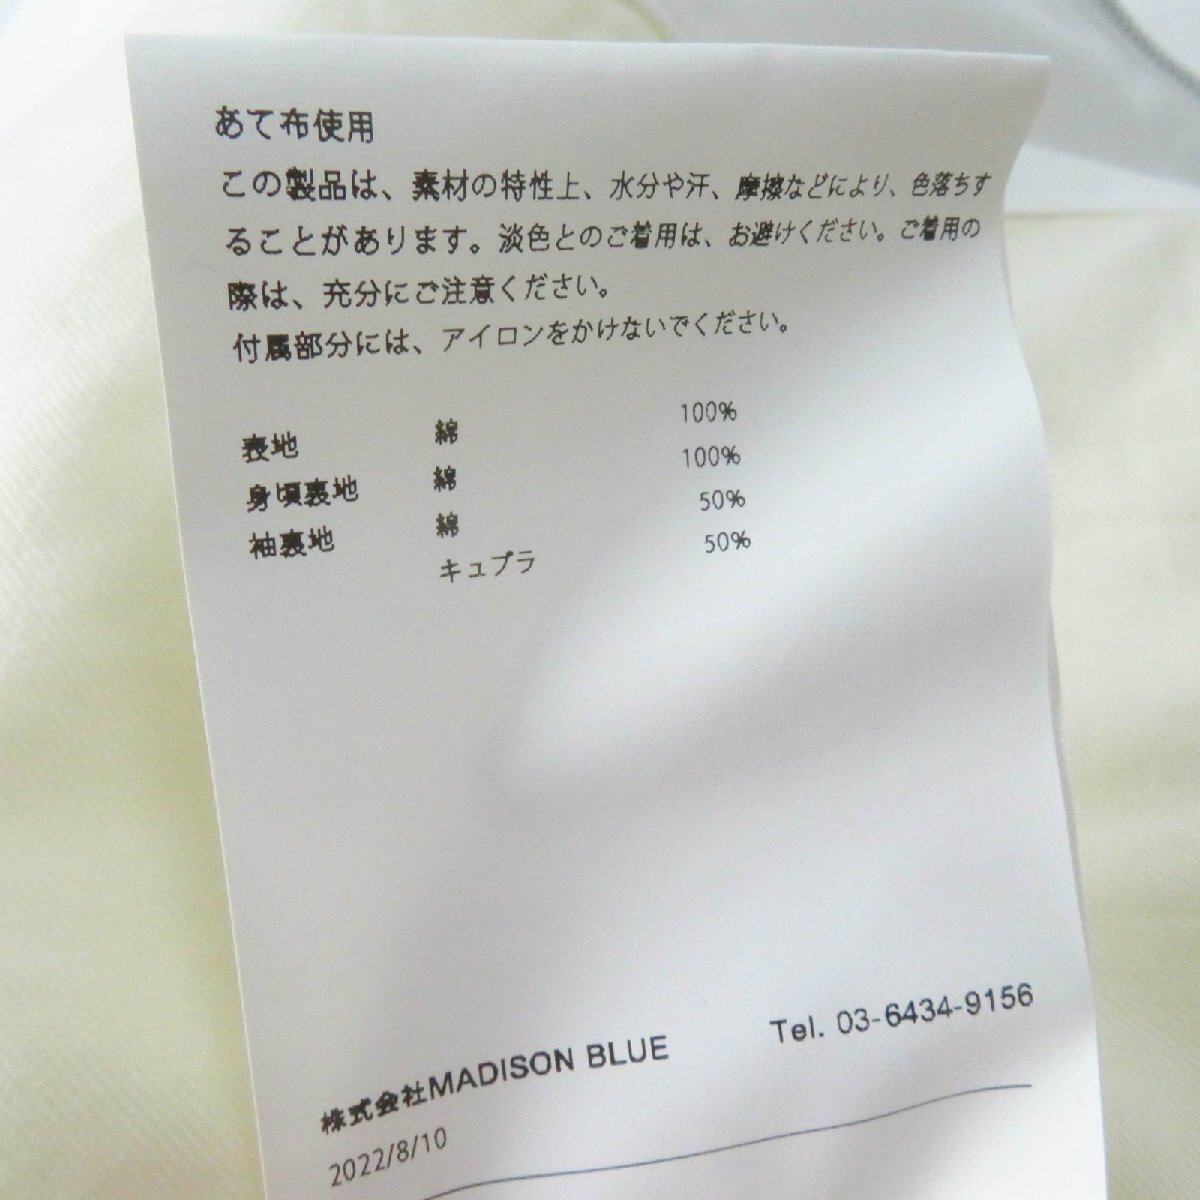 あて布使用
この製品は、素材の特性上、水分や汗、摩擦などにより、色落ちす
ることがあります。淡色とのご着用は、お避けください。ご着用の
際は、充分にご注意ください。
付属部分には、アイロンをかけないでください。
表地 綿 100%
身頃裏地 綿 100%
袖裏地 綿 50%
キュプラ 50%
株式会社MADISON BLUE Tel. 03-6434-9156
2022/8/10